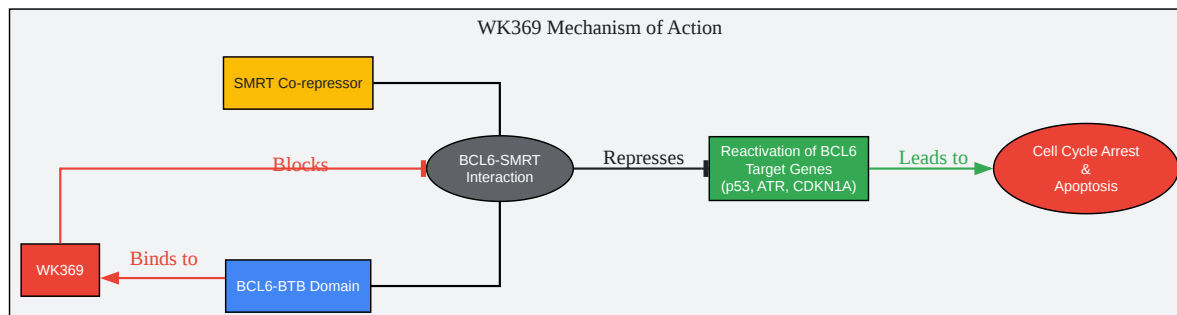 WK369 Mechanism of Action
SMRT Co-repressor
Blocks
BCL6-SMRT
Interaction
Represses
Reactivation of BCL6
Target Genes
(p53, ATR, CDKN1A)
Leads to
Cell Cycle Arrest
&
Apoptosis
WK369
Binds to
BCL6-BTB Domain